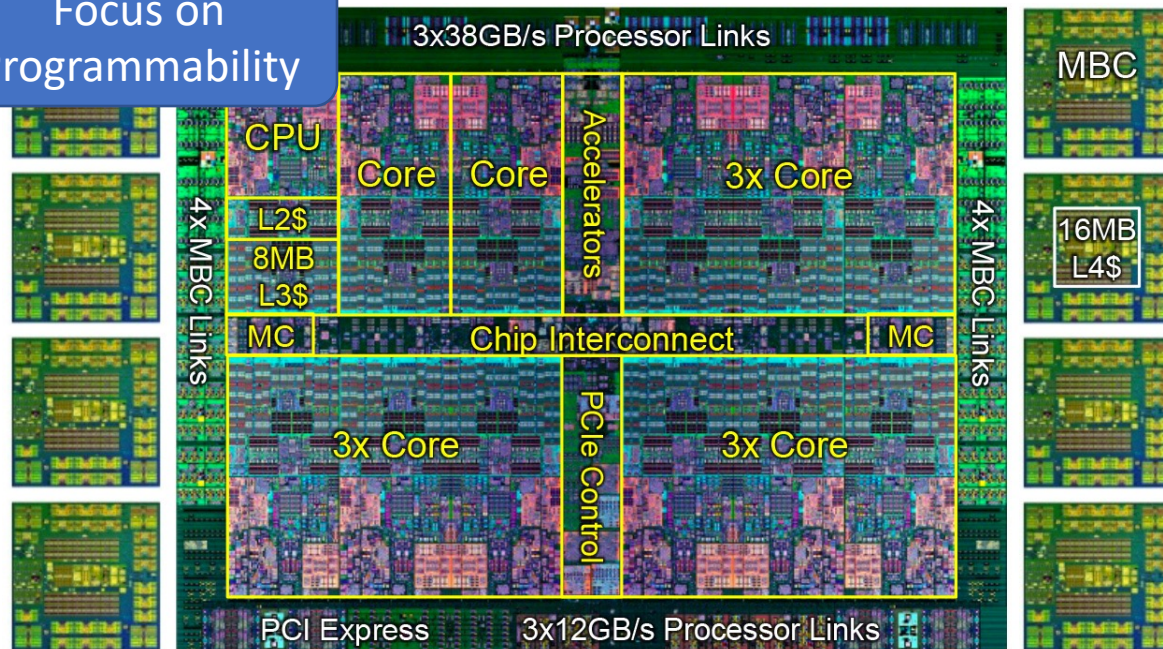 Focus on
rogrammability
3x38GB/s Processor Links
MBC
CPU
Core
Core
Accelerators
3x Core
L2$
8MB
L3$
4x MBC Links
4x MBC Links
16MB
L4$
MC
Chip Interconnect
MC
3x Core
PCIe Control
3x Core
PCI Express
3x12GB/s Processor Links